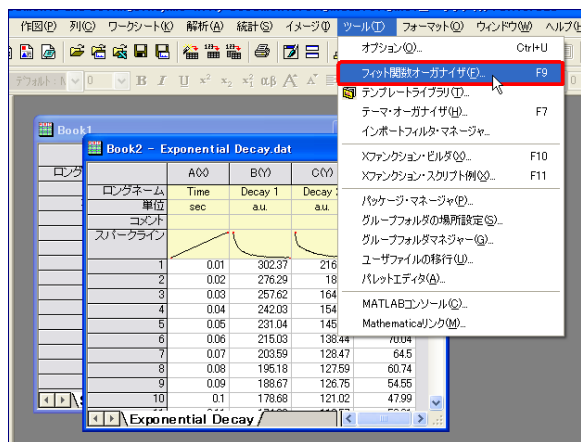 作図(P) 列(C) ワークシート(K) 解析(A) 統計(S) イメージ(I) ツール(T) フォーマット(O) ウィンドウ(W) ヘルプ(
デフォルト: 0 B I U x² x₂ αβ A A
オプション(O)... Ctrl+U
フィット関数オーガナイザ(F)... F9
テンプレートライブラリ(T)...
テーマ・オーガナイザ(H)... F7
インポートフィルタ・マネージャ...
Xファンクション・ビルダ(X)... F10
Xファンクション・スクリプト例(X)... F11
パッケージ・マネージャ(P)...
グループフォルダの場所設定(S)...
グループフォルダマネジャー(G)...
ユーザファイルの移行(U)...
パレットエディタ(A)...
MATLABコンソール(C)...
Mathematicaリンク(M)...
Book1
ロング
Book2 - Exponential Decay.dat
A(X) B(Y) C(Y)
ロングネーム Time Decay 1 Decay
単位 sec a.u. a.u.
コメント
スパークライン
1 0.01 302.37 216
2 0.02 276.29 18
3 0.03 257.62 164
4 0.04 242.03 154
5 0.05 231.04 145
6 0.06 215.03 138.44 70.04
7 0.07 203.59 128.47 64.5
8 0.08 195.18 127.59 60.74
9 0.09 188.67 126.75 54.55
10 0.1 178.68 121.02 47.99
Exponential Decay